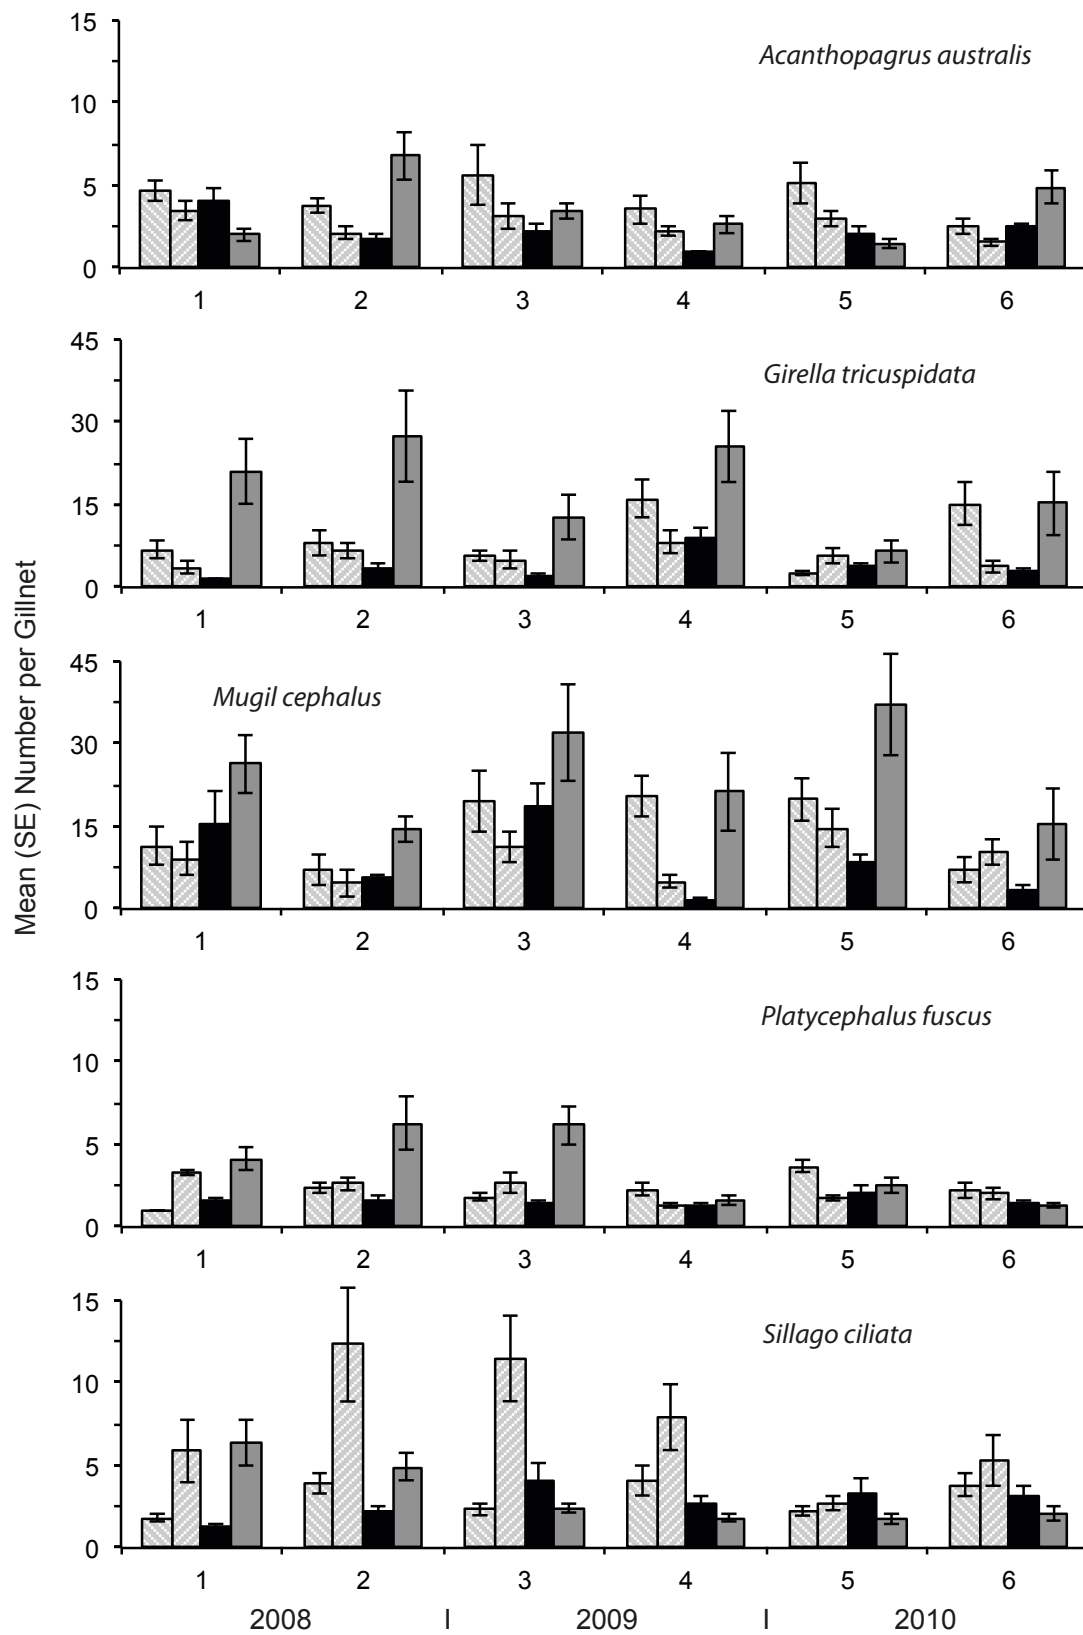 15
Acanthopagrus australis
10
5
0
1 2 3 4 5 6
45
Girella tricuspidata
30
15
0
1 2 3 4 5 6
Mean (SE) Number per Gillnet
45
Mugil cephalus
30
15
0
1 2 3 4 5 6
15
Platycephalus fuscus
10
5
0
1 2 3 4 5 6
15
Sillago ciliata
10
5
0
1 2 3 4 5 6
2008 I 2009 I 2010